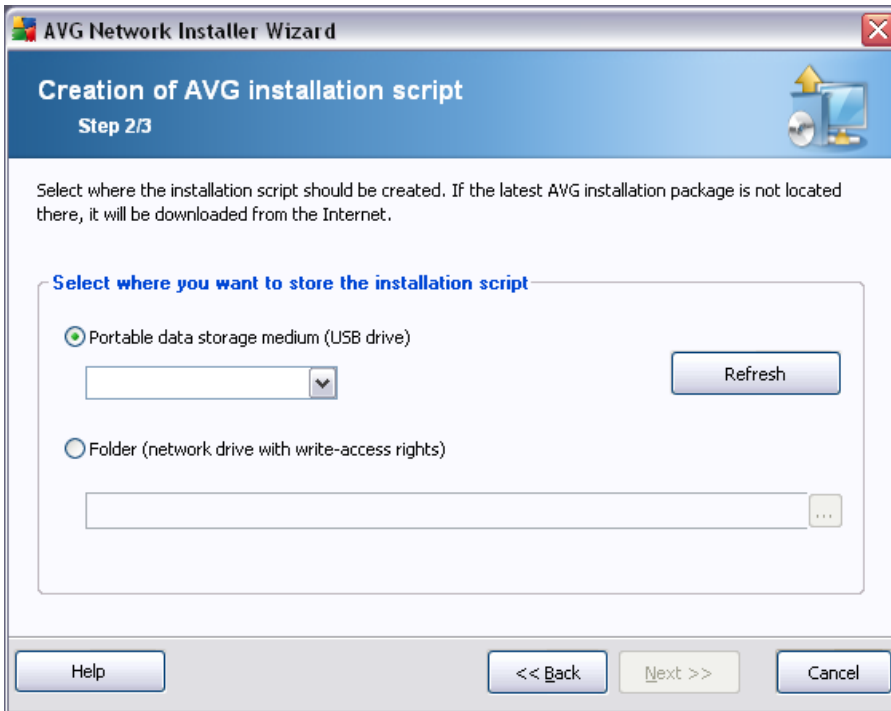 AVG Network Installer Wizard
Creation of AVG installation script
Step 2/3
Select where the installation script should be created. If the latest AVG installation package is not located
there, it will be downloaded from the Internet.
Select where you want to store the installation script
Portable data storage medium (USB drive)
Refresh
Folder (network drive with write-access rights)
...
Help
<< Back
Next >>
Cancel